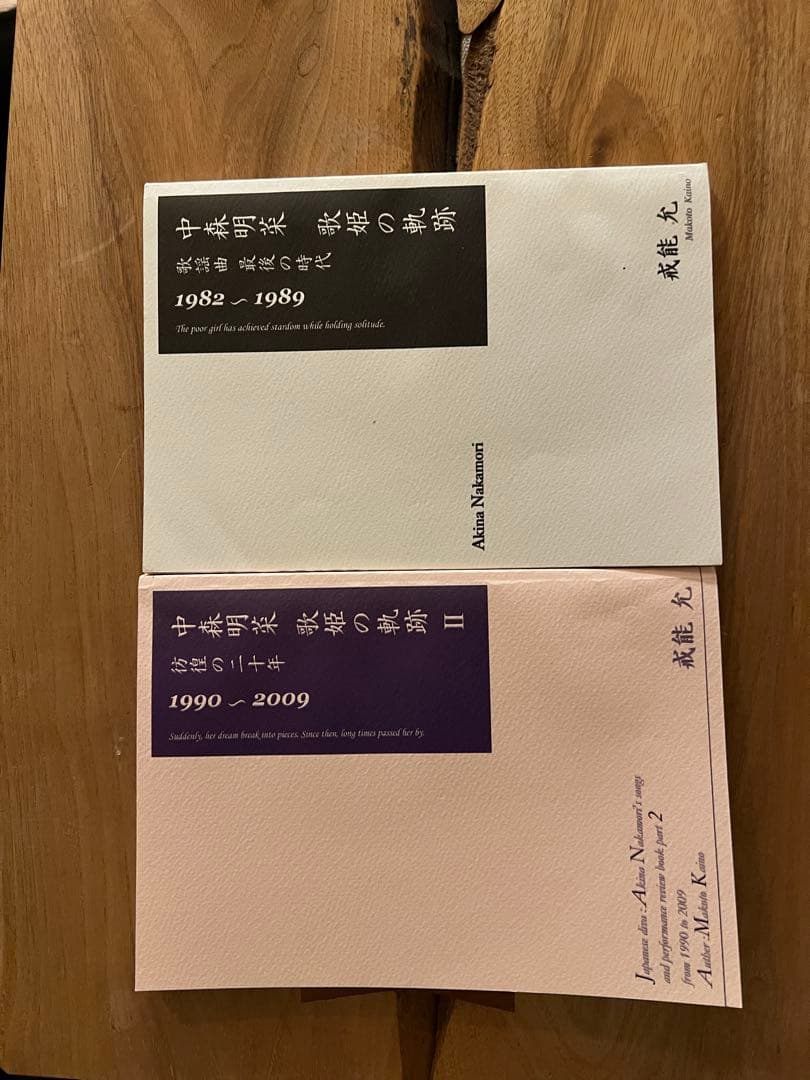 中森明菜 歌姫の軌跡
歌謡曲 最後の時代
1982～1989
The poor girl has achieved stardom while holding solitude.
Akina Nakamori
戒能 允
Makoto Kaino
中森明菜 歌姫の軌跡 II
彷徨の二十年
1990～2009
Suddenly, her dream break into pieces. Since then, long times passed her by.
戒能 允
Japanese diva : Akina Nakamori's songs
and performance review book part 2
from 1990 to 2009
Auther : Makoto Kaino